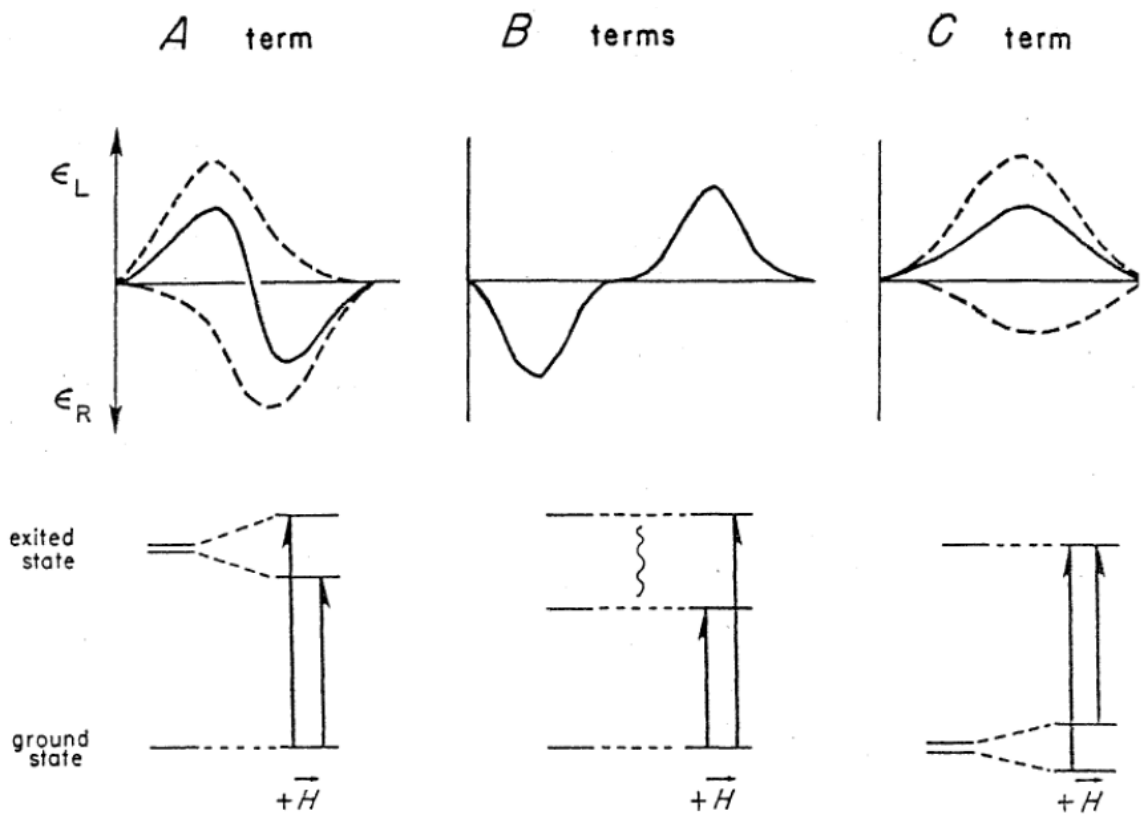 A term
B terms
C term
ϵL
ϵR
exited
state
ground
state
+H
+H
+H